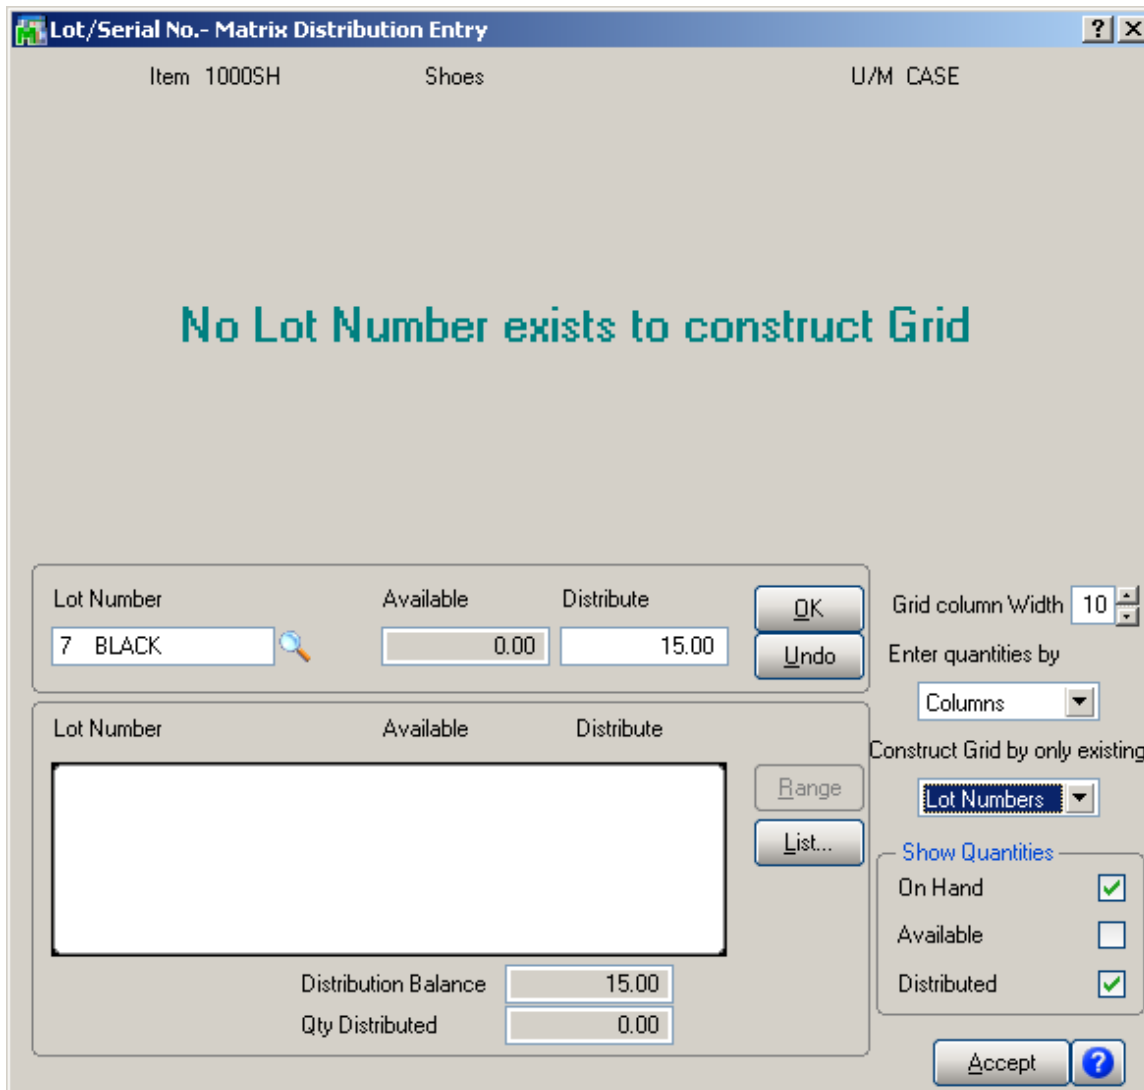 Lot/Serial No.- Matrix Distribution Entry
Item 1000SH Shoes U/M CASE
No Lot Number exists to construct Grid
Lot Number Available Distribute
7 BLACK 0.00 15.00
OK
Undo
Grid column Width 10
Enter quantities by
Columns
Construct Grid by only existing
Lot Numbers
Lot Number Available Distribute
Range
List...
Distribution Balance 15.00
Qty Distributed 0.00
Show Quantities
On Hand
Available
Distributed
Accept